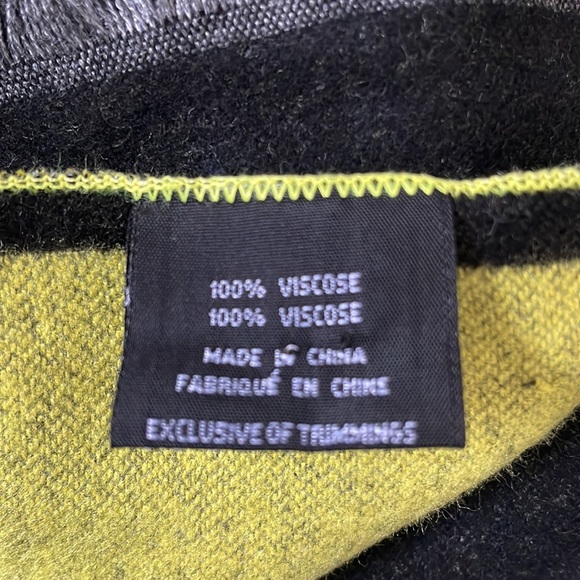 100% VISCOSE
100% VISCOSE
MADE IN CHINA
FABRIQUÉ EN CHINE
EXCLUSIVE OF TRIMMINGS